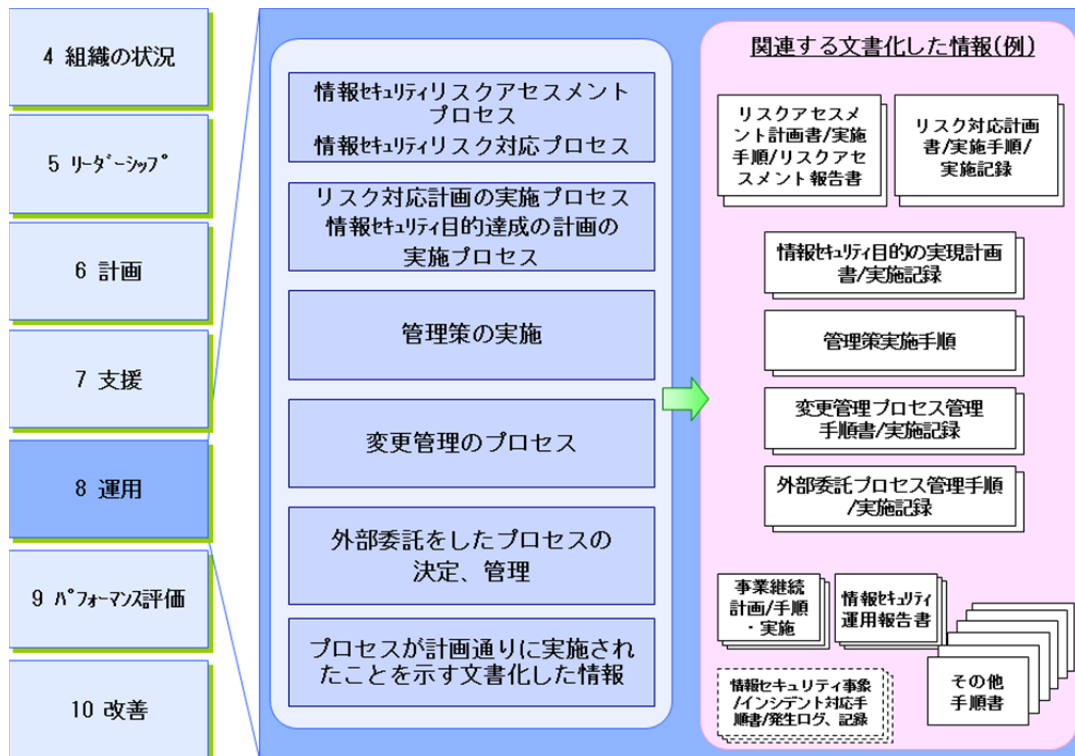 4 組織の状況
5 ﾘｰﾀﾞｰｼｯﾌﾟ
6 計画
7 支援
8 運用
9 ﾊﾟﾌｫｰﾏﾝｽ評価
10 改善
情報ｾｷｭﾘﾃｨリスクアセスメント
プロセス
情報ｾｷｭﾘﾃｨリスク対応プロセス
リスク対応計画の実施プロセス
情報ｾｷｭﾘﾃｨ目的達成の計画の
実施プロセス
管理策の実施
変更管理のプロセス
外部委託をしたプロセスの
決定、管理
プロセスが計画通りに実施され
たことを示す文書化した情報
関連する文書化した情報(例)
リスクアセスメ
ント計画書/実施
手順/リスクアセ
スメント報告書
リスク対応計画
書/実施手順/
実施記録
情報ｾｷｭﾘﾃｨ目的の実現計画
書/実施記録
管理策実施手順
変更管理プロセス管理
手順書/実施記録
外部委託プロセス管理手順
/実施記録
事業継続
計画/手順
・実施
情報ｾｷｭﾘﾃｨ
運用報告書
情報セキュリティ事象
/インシデント対応手
順書/発生ログ、記録
その他
手順書